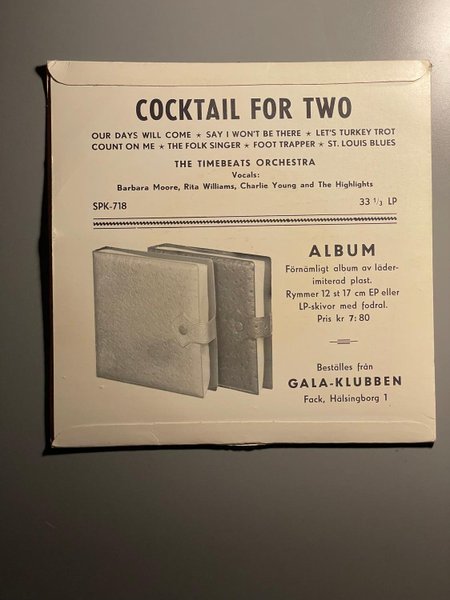 COCKTAIL FOR TWO
OUR DAYS WILL COME ★ SAY I WON'T BE THERE ★ LET'S TURKEY TROT
COUNT ON ME ★ THE FOLK SINGER ★ FOOT TRAPPER ★ ST. LOUIS BLUES
THE TIMEBEATS ORCHESTRA
Vocals:
Barbara Moore, Rita Williams, Charlie Young and The Highlights
SPK-718 33 1/3 LP
ALBUM
Förnämligt album av läder-
imiterad plast.
Rymmer 12 st 17 cm EP eller
LP-skivor med fodral.
Pris kr 7:80
Beställes från
GALA-KLUBBEN
Fack, Hälsingborg 1